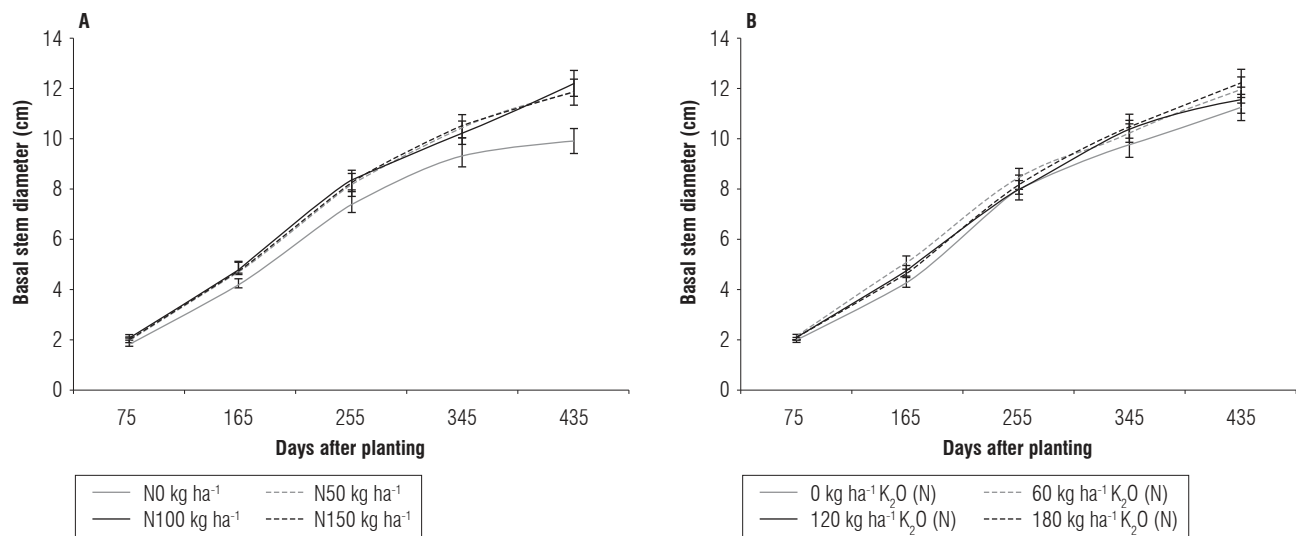 A
Basal stem diameter (cm)
14
12
10
8
6
4
2
0
75 165 255 345 435
Days after planting
N0 kg ha⁻¹ N50 kg ha⁻¹
N100 kg ha⁻¹ N150 kg ha⁻¹
B
Basal stem diameter (cm)
14
12
10
8
6
4
2
0
75 165 255 345 435
Days after planting
0 kg ha⁻¹ K₂O (N) 60 kg ha⁻¹ K₂O (N)
120 kg ha⁻¹ K₂O (N) 180 kg ha⁻¹ K₂O (N)